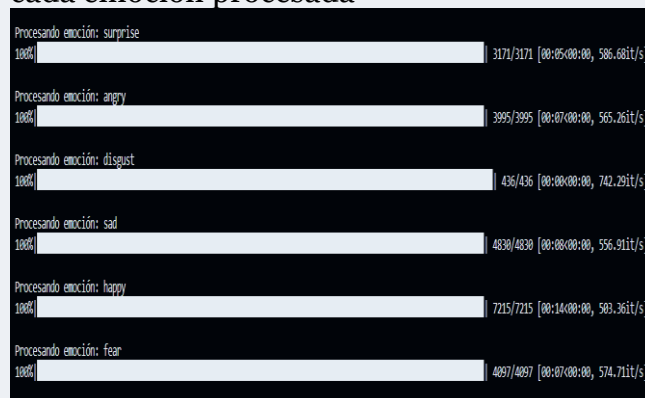 cada emoción procesada
Procesando emoción: surprise
100%| | 3171/3171 [00:05<00:00, 586.68it/s]
Procesando emoción: angry
100%| | 3995/3995 [00:07<00:00, 565.26it/s]
Procesando emoción: disgust
100%| | 436/436 [00:00<00:00, 742.29it/s]
Procesando emoción: sad
100%| | 4830/4830 [00:08<00:00, 556.91it/s]
Procesando emoción: happy
100%| | 7215/7215 [00:14<00:00, 503.36it/s]
Procesando emoción: fear
100%| | 4097/4097 [00:07<00:00, 574.71it/s]